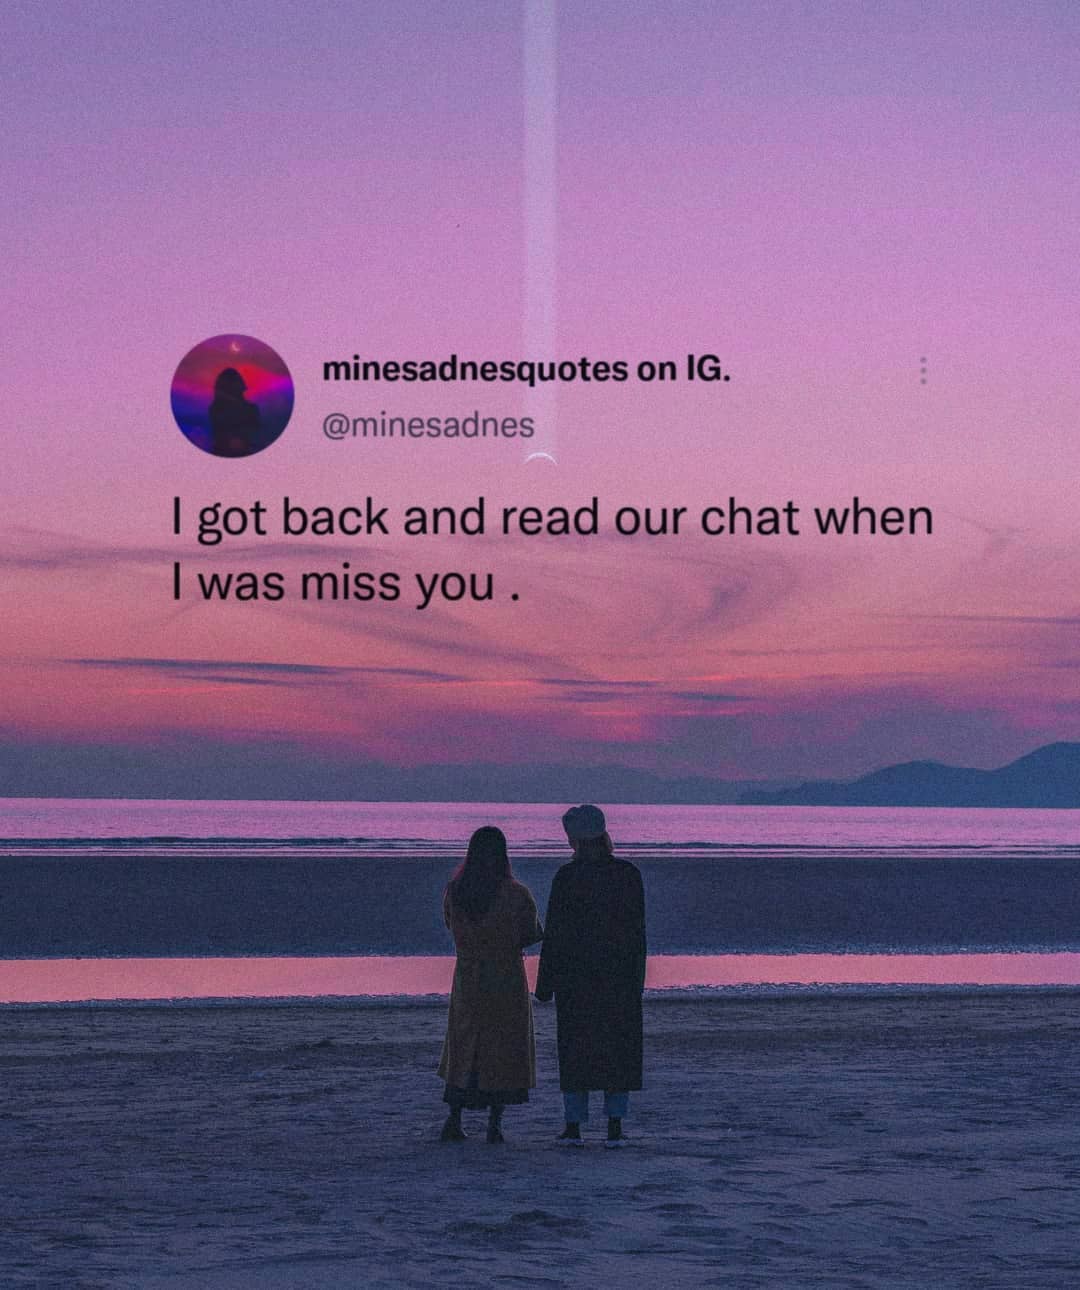 minesadnesquotes on IG.
@minesadnes
I got back and read our chat when
I was miss you .